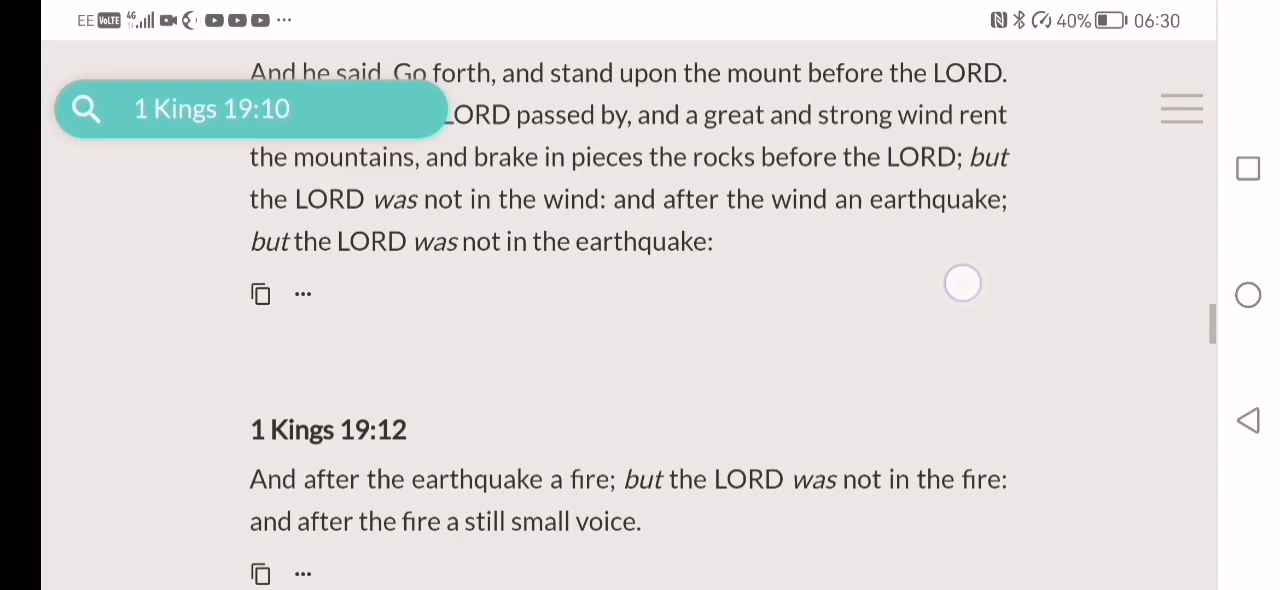 EE VoLTE 4G 40% 06:30
And he said, Go forth, and stand upon the mount before the LORD.
1 Kings 19:10
LORD passed by, and a great and strong wind rent
the mountains, and brake in pieces the rocks before the LORD; but
the LORD was not in the wind: and after the wind an earthquake;
but the LORD was not in the earthquake:
1 Kings 19:12
And after the earthquake a fire; but the LORD was not in the fire:
and after the fire a still small voice.